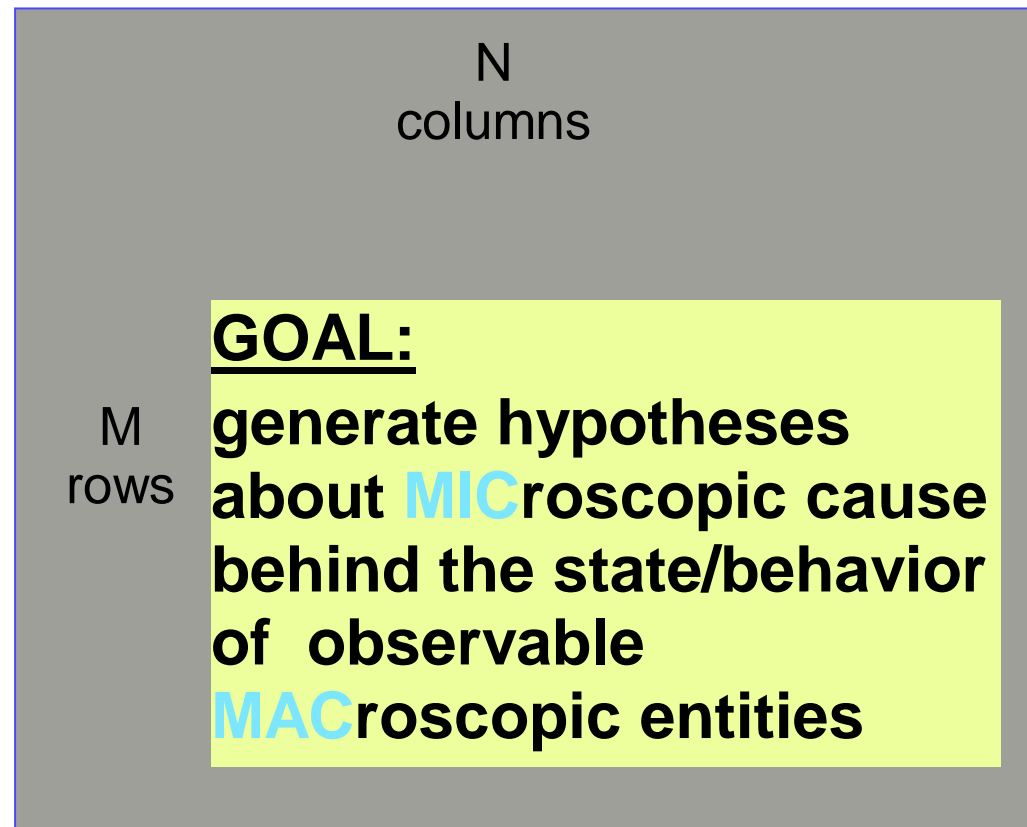 N
columns
GOAL:
M
rows
generate hypotheses
about MICroscopic cause
behind the state/behavior
of observable
MACroscopic entities